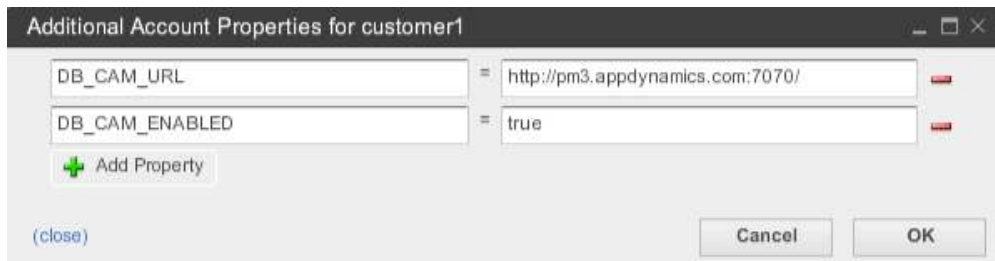 Additional Account Properties for customer1
DB_CAM_URL = http://pm3.appdynamics.com:7070/
DB_CAM_ENABLED = true
Add Property
(close) Cancel OK